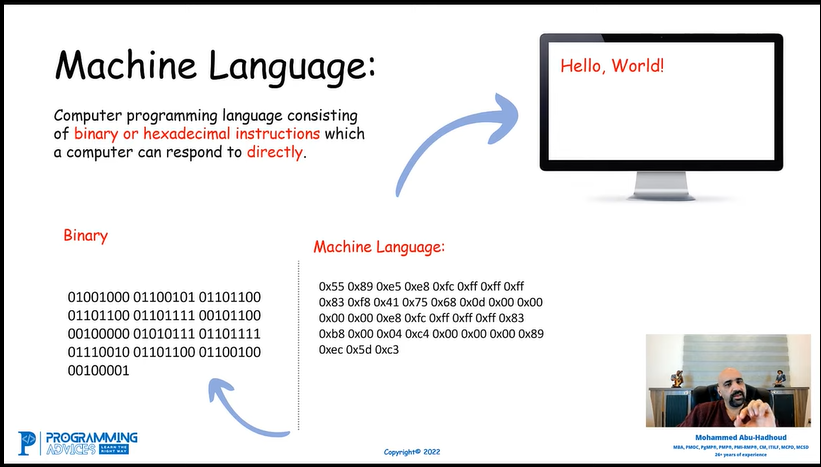 Machine Language:
Hello, World!
Computer programming language consisting
of binary or hexadecimal instructions which
a computer can respond to directly.
Binary
Machine Language:
01001000 01100101 01101100
01101100 01101111 00101100
00100000 01010111 01101111
01110010 01101100 01100100
00100001
0x55 0x89 0xe5 0xe8 0xfc 0xff 0xff 0xff
0x83 0xf8 0x41 0x75 0x68 0x0d 0x00 0x00
0x00 0x00 0xe8 0xfc 0xff 0xff 0xff 0x83
0xb8 0x00 0x04 0xc4 0x00 0x00 0x00 0x89
0xec 0x5d 0xc3
PROGRAMMING
ADVICES LEARN THE
RIGHT WAY
Copyright© 2022
Mohammed Abu-Hadhoud
MBA, PMOC, PgMP®, PMP®, PMI-RMP®, CM, ITILF, MCPD, MCSD
26+ years of experience